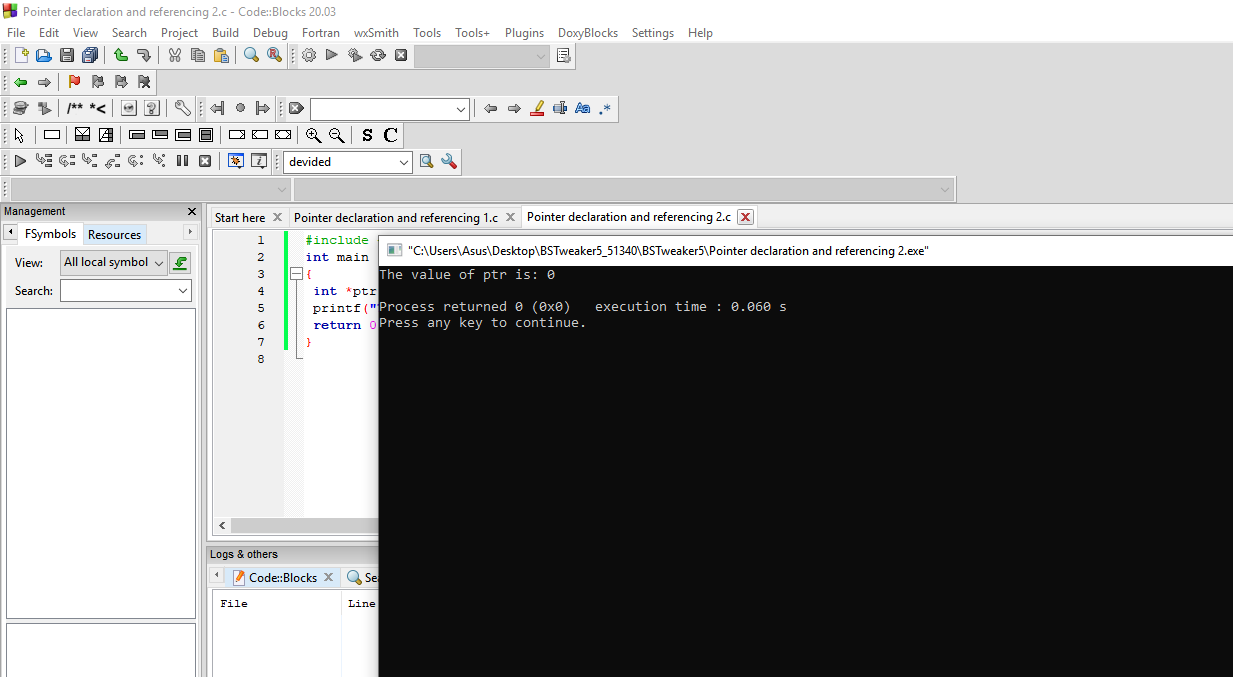 Pointer declaration and referencing 2.c - Code::Blocks 20.03
File Edit View Search Project Build Debug Fortran wxSmith Tools Tools+ Plugins DoxyBlocks Settings Help
/** *<
Aa .*
S C
devided
Management
Start here Pointer declaration and referencing 1.c Pointer declaration and referencing 2.c
FSymbols Resources
View: All local symbol
Search:
1 #include
2 int main
3 {
4 int *ptr
5 printf("
6 return 0
7 }
8
"C:\Users\Asus\Desktop\BSTweaker5_51340\BSTweaker5\Pointer declaration and referencing 2.exe"
The value of ptr is: 0
Process returned 0 (0x0)   execution time : 0.060 s
Press any key to continue.
Logs & others
Code::Blocks Sea
File Line